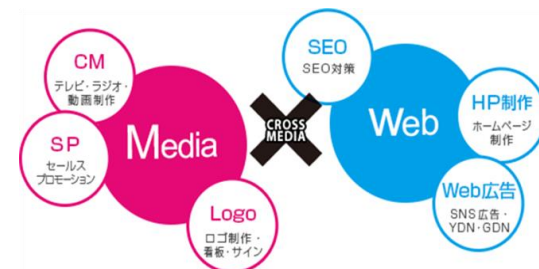 CM
テレビ・ラジオ・
動画制作
SP
セールス
プロモーション
Media
Logo
ロゴ制作・
看板・サイン
CROSS
MEDIA
SEO
SEO対策
Web
HP制作
ホームページ
制作
Web広告
SNS広告・
YDN・GDN